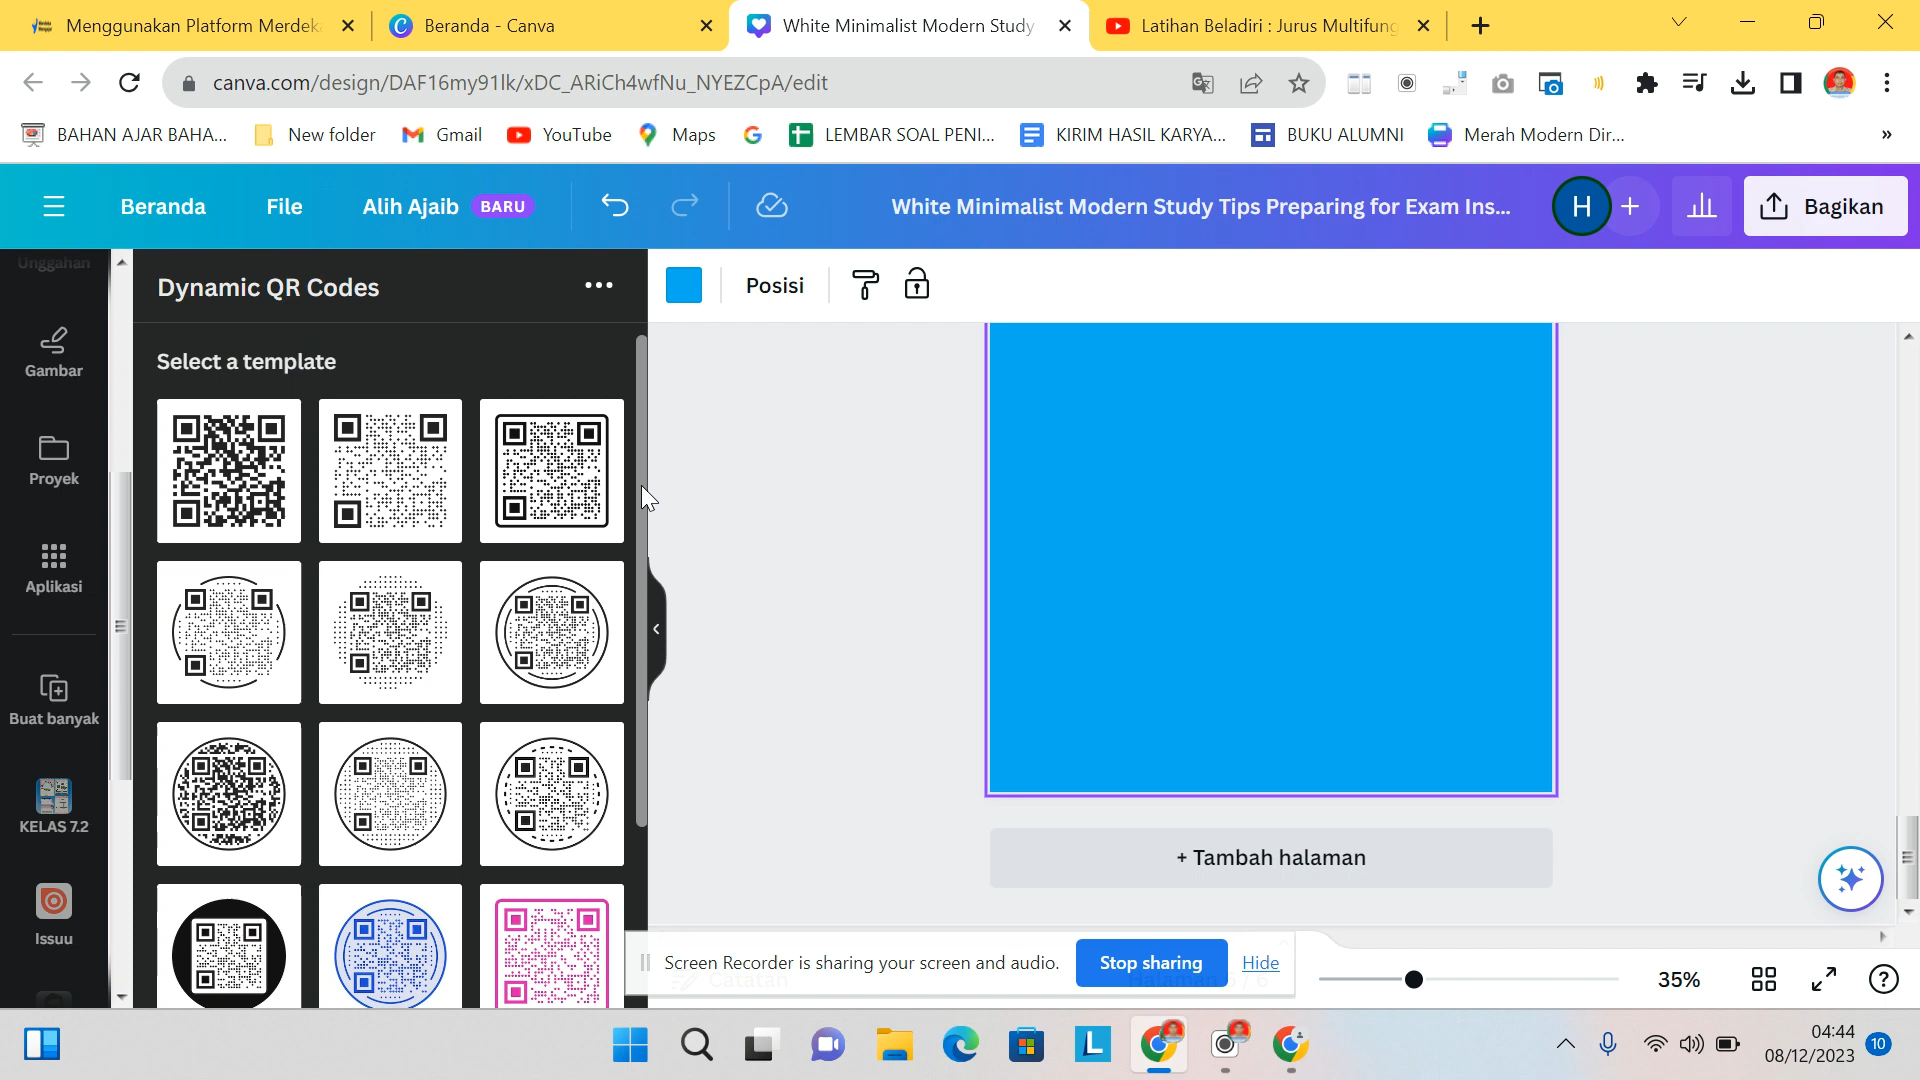 Menggunakan Platform Merdek
Beranda - Canva
White Minimalist Modern Study
Latihan Beladiri : Jurus Multifung
canva.com/design/DAF16my91lk/xDC_ARiCh4wfNu_NYEZCpA/edit
BAHAN AJAR BAHA...
New folder
Gmail
YouTube
Maps
LEMBAR SOAL PENI...
KIRIM HASIL KARYA...
BUKU ALUMNI
Merah Modern Dir...
»
Beranda
File
Alih Ajaib BARU
White Minimalist Modern Study Tips Preparing for Exam Ins...
H
Bagikan
Unggahan
Gambar
Proyek
Aplikasi
Buat banyak
KELAS 7.2
Issuu
Dynamic QR Codes
Select a template
Posisi
+ Tambah halaman
Screen Recorder is sharing your screen and audio.
Stop sharing
Hide
Catatan
35%
04:44
08/12/2023
10